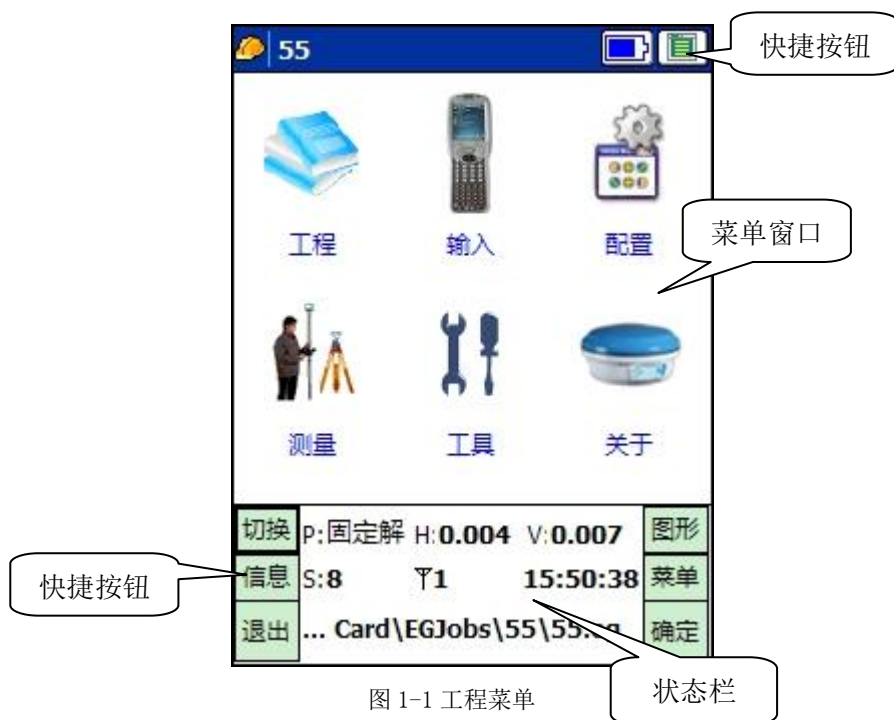 55
快捷按钮
工程 输入 配置
菜单窗口
测量 工具 关于
切换 P:固定解 H:0.004 V:0.007 图形
快捷按钮
信息 S:8 1 15:50:38 菜单
退出 ... Card\EGJobs\55\55. 确定
状态栏
图 1-1 工程菜单